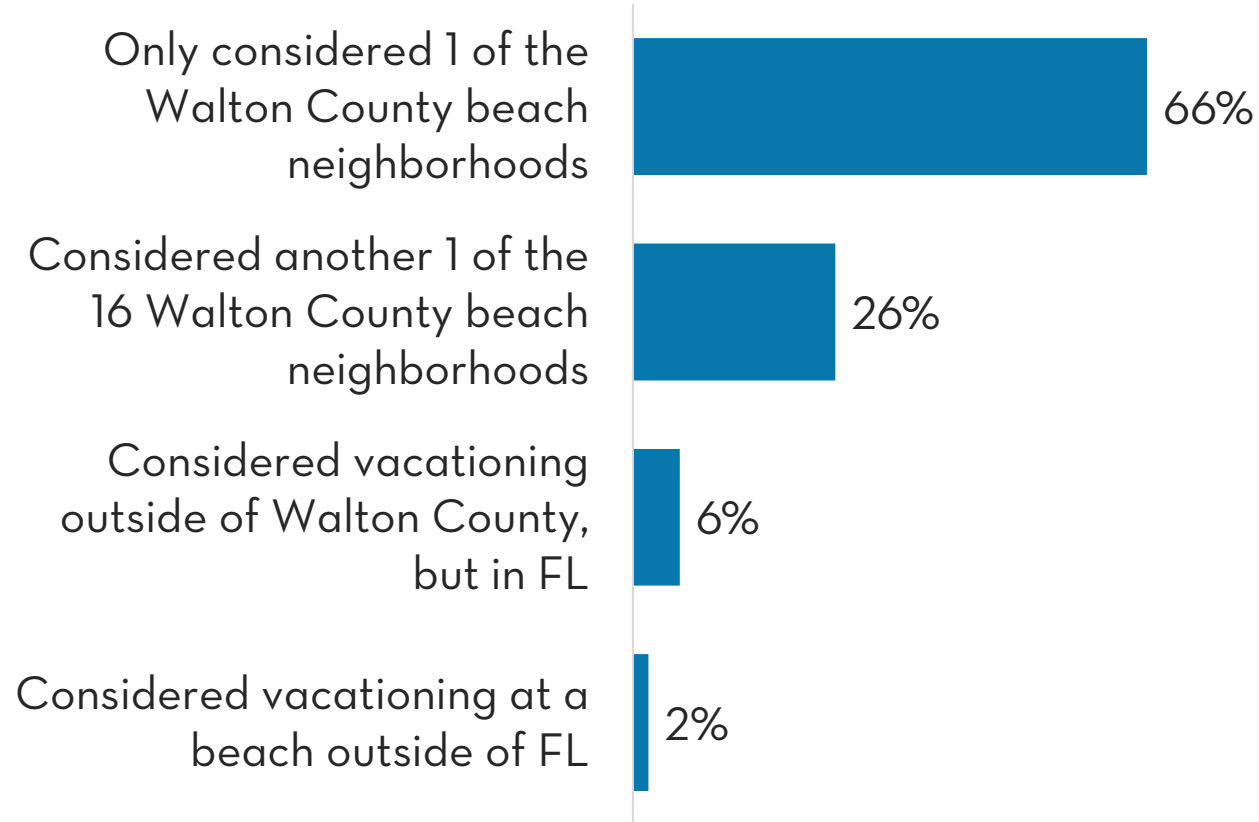 Only considered 1 of the
Walton County beach
neighborhoods
66%
Considered another 1 of the
16 Walton County beach
neighborhoods
26%
Considered vacationing
outside of Walton County,
but in FL
6%
Considered vacationing at a
beach outside of FL
2%